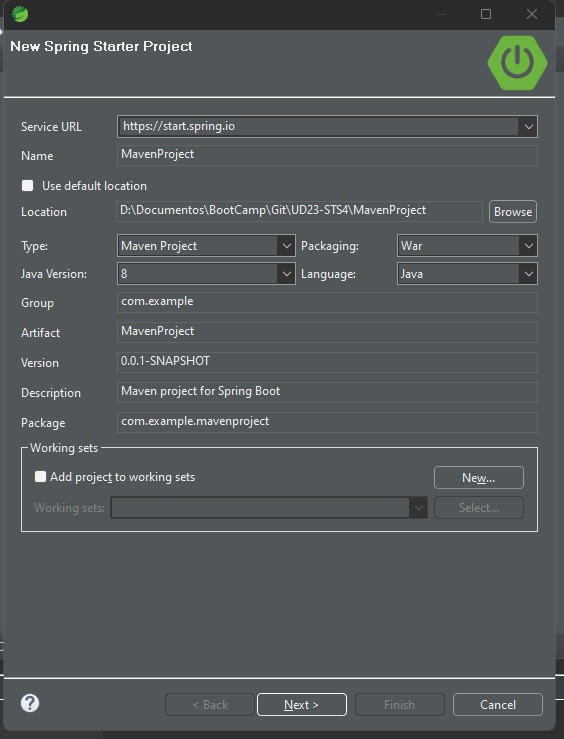 New Spring Starter Project
Service URL https://start.spring.io
Name MavenProject
Use default location
Location D:\Documentos\BootCamp\Git\UD23-STS4\MavenProject Browse
Type: Maven Project Packaging: War
Java Version: 8 Language: Java
Group com.example
Artifact MavenProject
Version 0.0.1-SNAPSHOT
Description Maven project for Spring Boot
Package com.example.mavenproject
Working sets
Add project to working sets New...
Working sets: Select...
? < Back Next > Finish Cancel